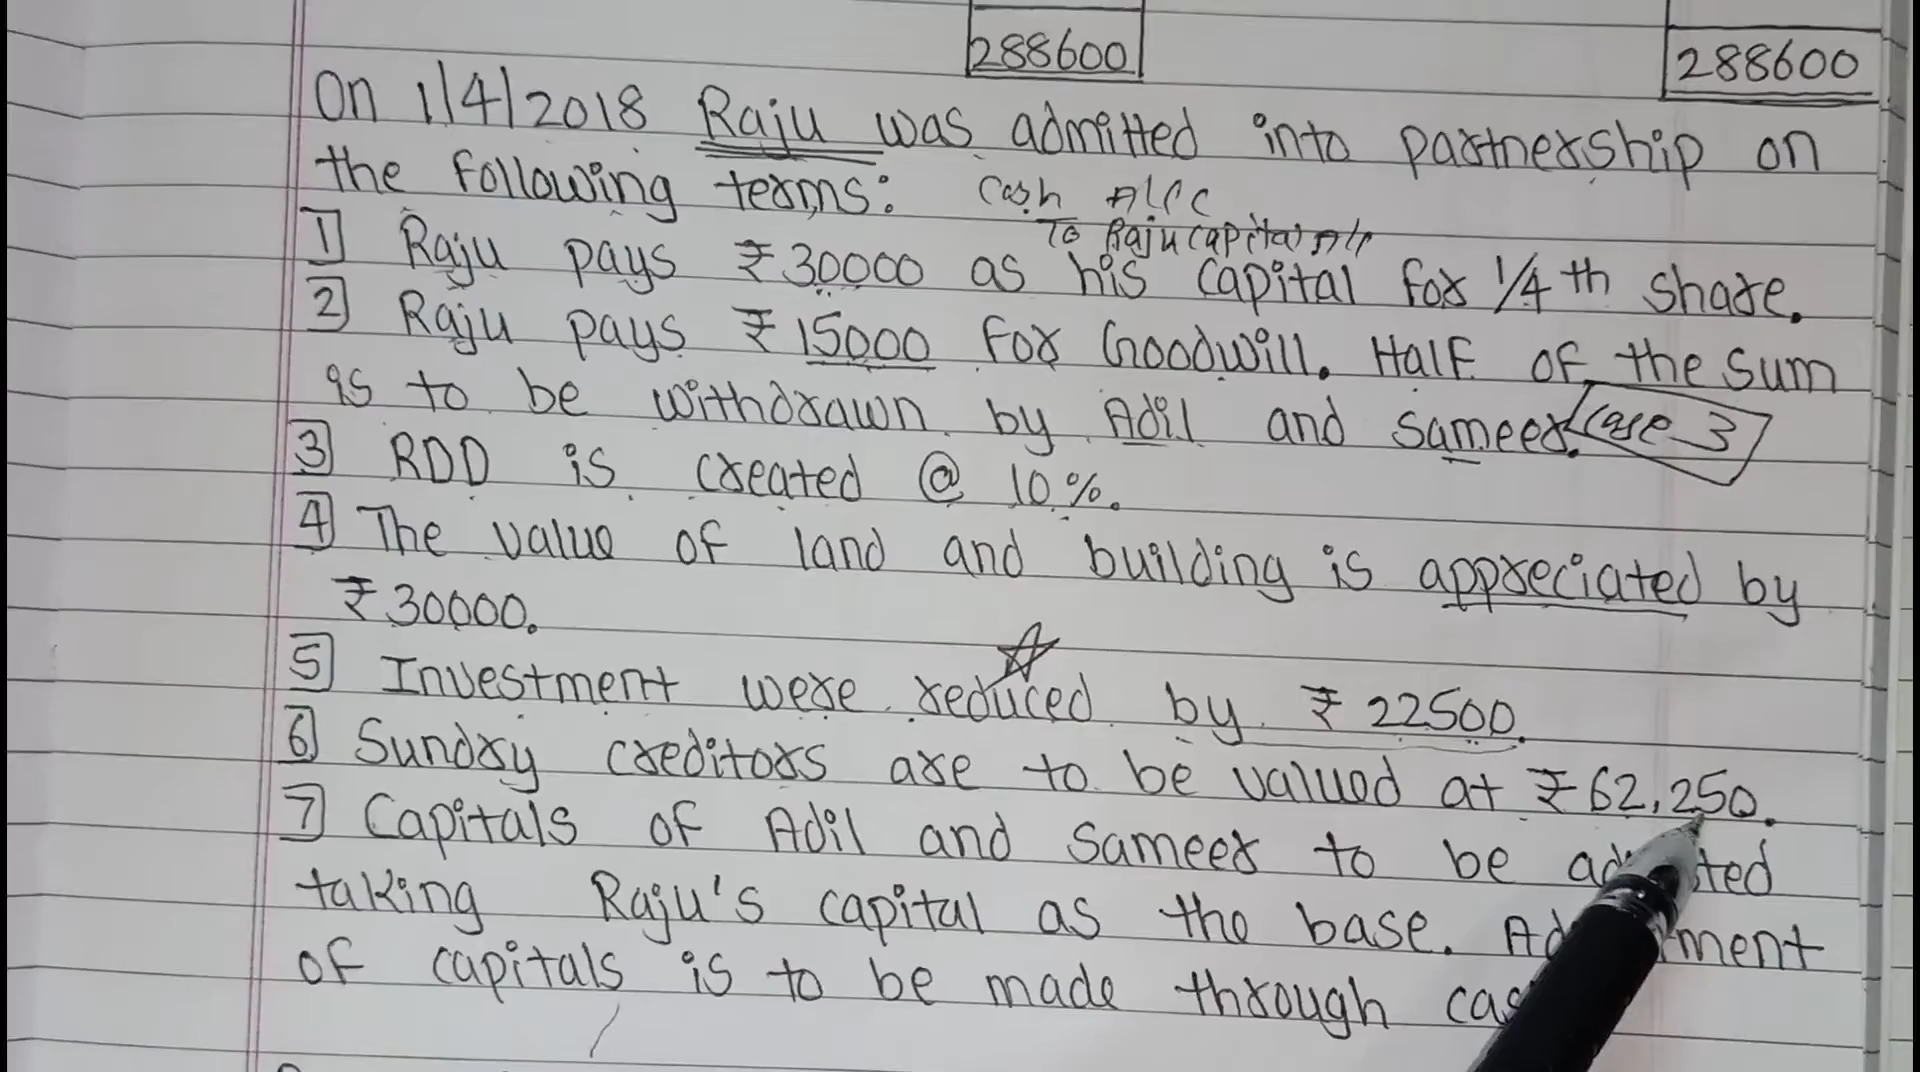 288600 288600
On 1/4/2018 Raju was admitted into partnership on
the following terms: Cash A/c
To Raju capital A/c
1 Raju pays ₹30000 as his capital for 1/4th share.
2 Raju pays ₹15000 for Goodwill. Half of the sum
is to be withdrawn by Adil and Sameer. Case 3
3 RDD is created @ 10%.
4 The value of land and building is appreciated by
₹30000.
5 Investment were reduced by ₹22500.
6 Sundry creditors are to be valued at ₹62,250.
7 Capitals of Adil and Sameer to be
taking Raju's capital as the base.
of capitals is to be made through